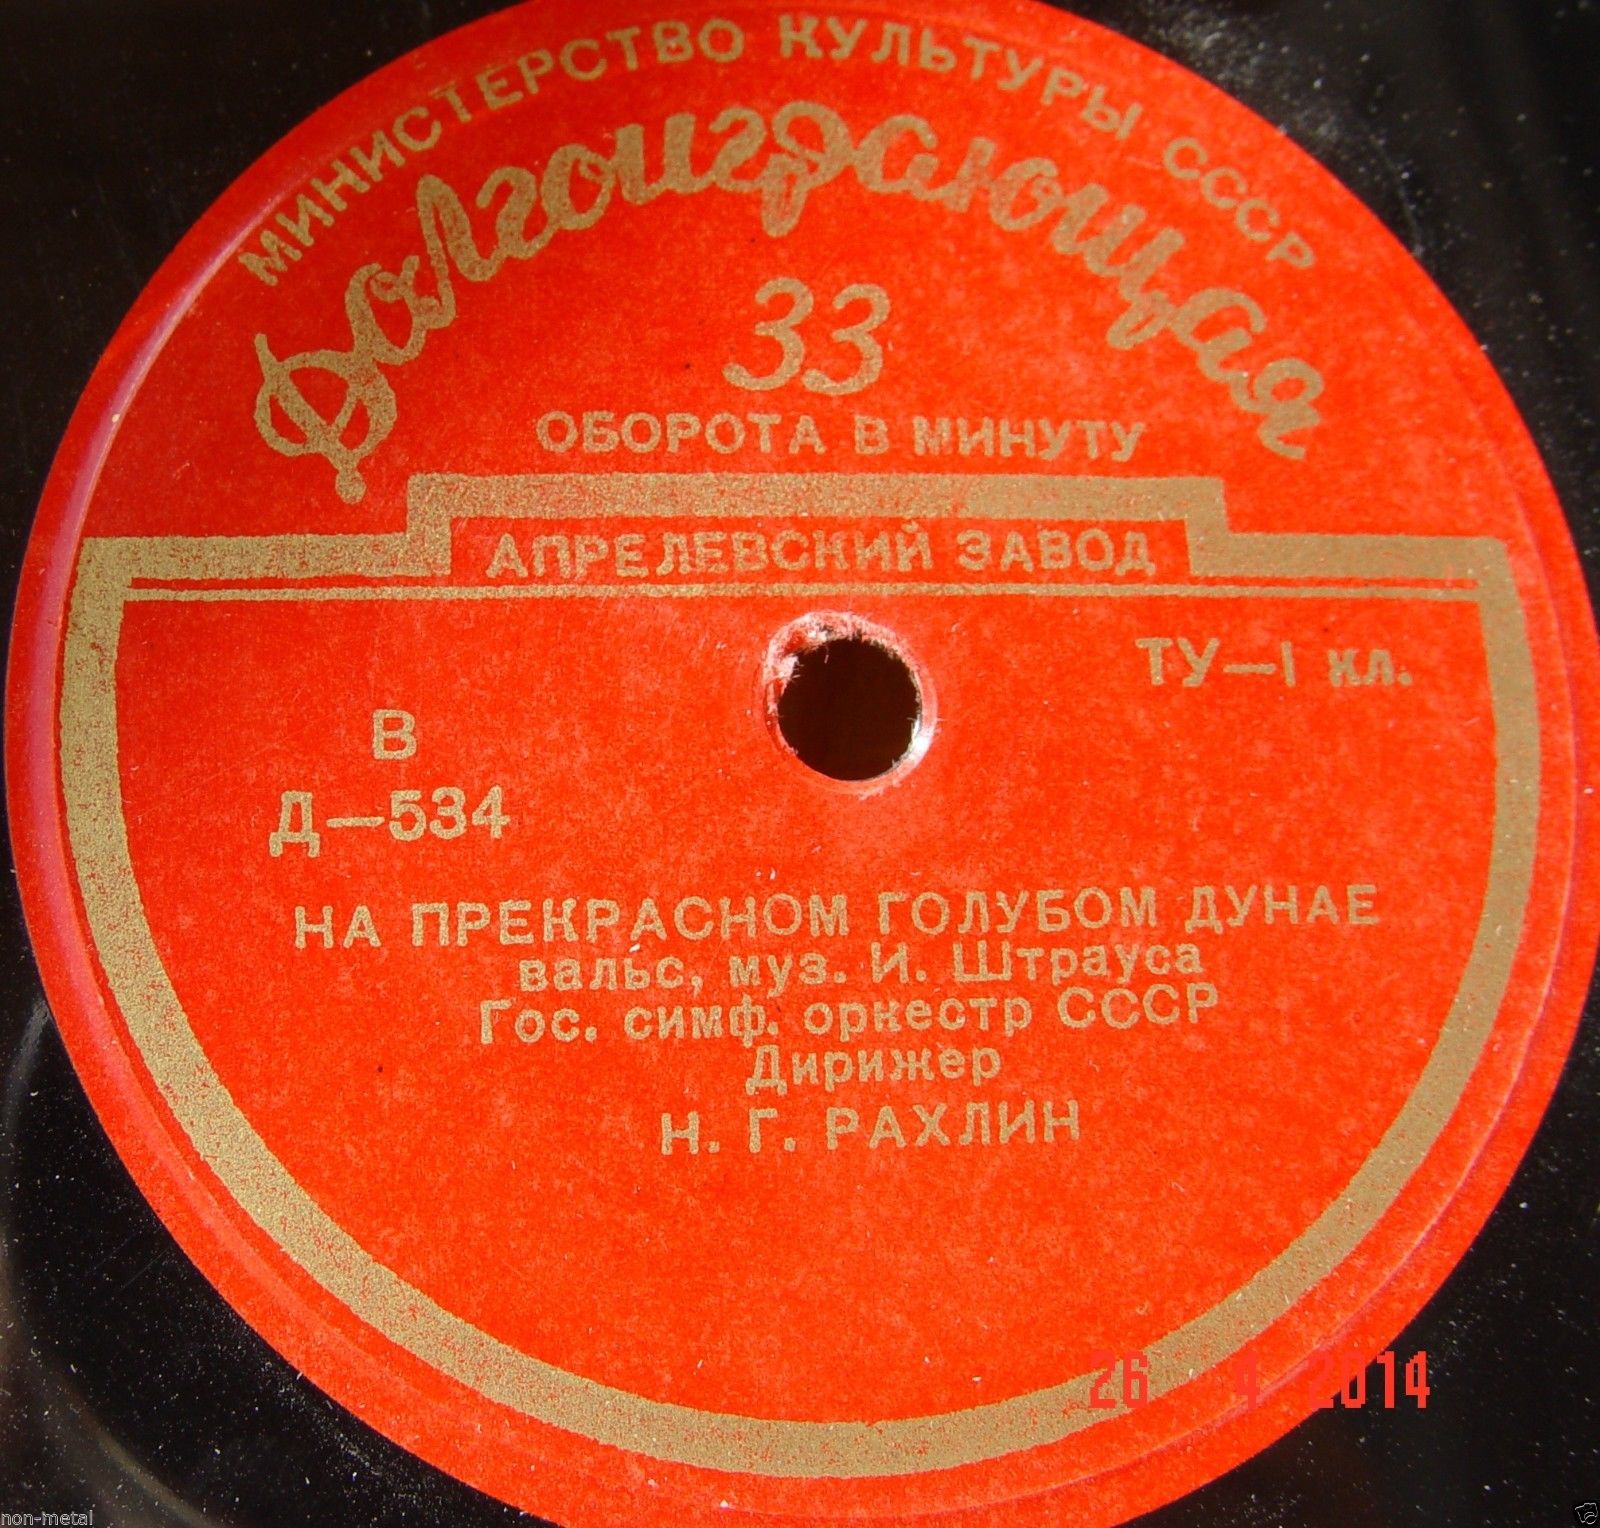 МИНИСТЕРСТВО КУЛЬТУРЫ СССР
Долгоиграющая
33
ОБОРОТА В МИНУТУ
АПРЕЛЕВСКИЙ ЗАВОД
ТУ—I кл.
В
Д—534
НА ПРЕКРАСНОМ ГОЛУБОМ ДУНАЕ
вальс, муз. И. Штрауса
Гос. симф. оркестр СССР
Дирижер
Н. Г. РАХЛИН
26 4 2014
non-metal